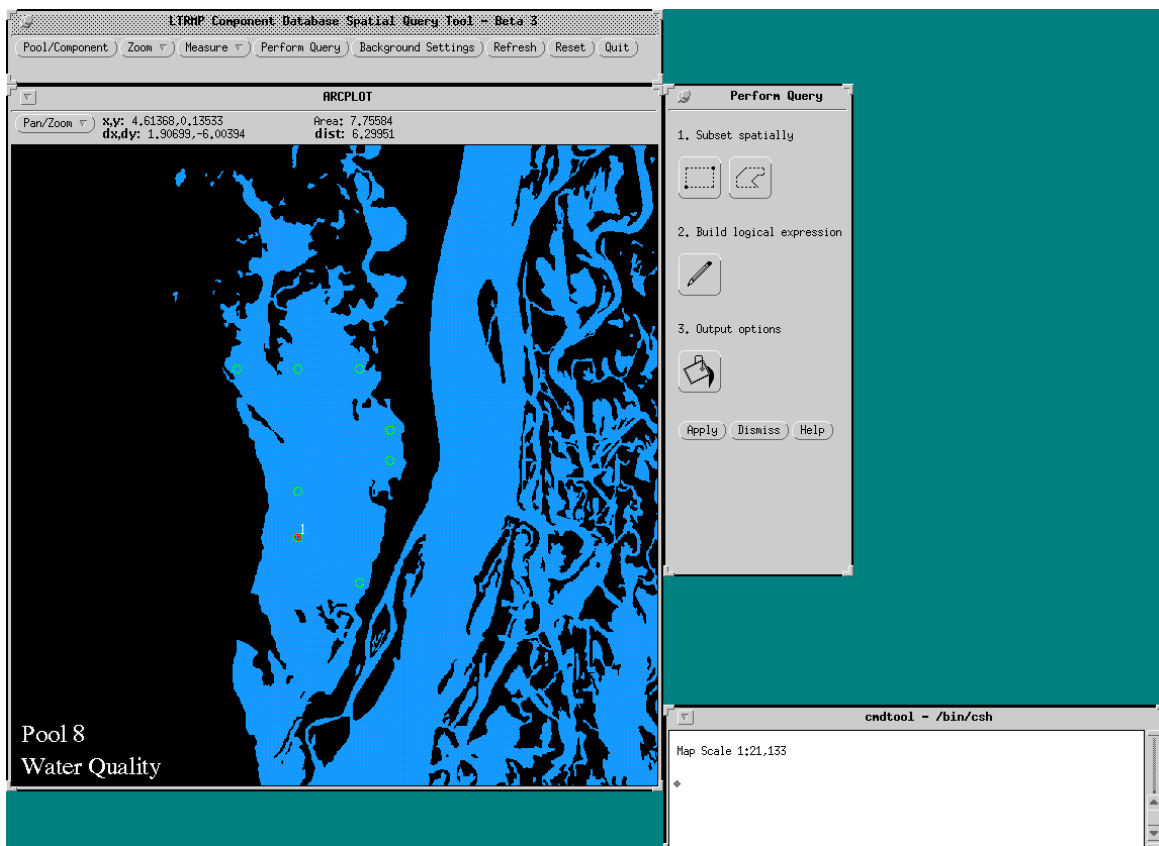 LTRMP Component Database Spatial Query Tool - Beta 3
Pool/Component Zoom Measure Perform Query Background Settings Refresh Reset Quit
ARCPLOT
Pan/Zoom x,y: 4.61368,0.13533 Area: 7.75584
dx,dy: 1.90699,-6.00394 dist: 6.29951
1
Pool 8
Water Quality
Perform Query
1. Subset spatially
2. Build logical expression
3. Output options
Apply Dismiss Help
cmdtool - /bin/csh
Map Scale 1:21,133